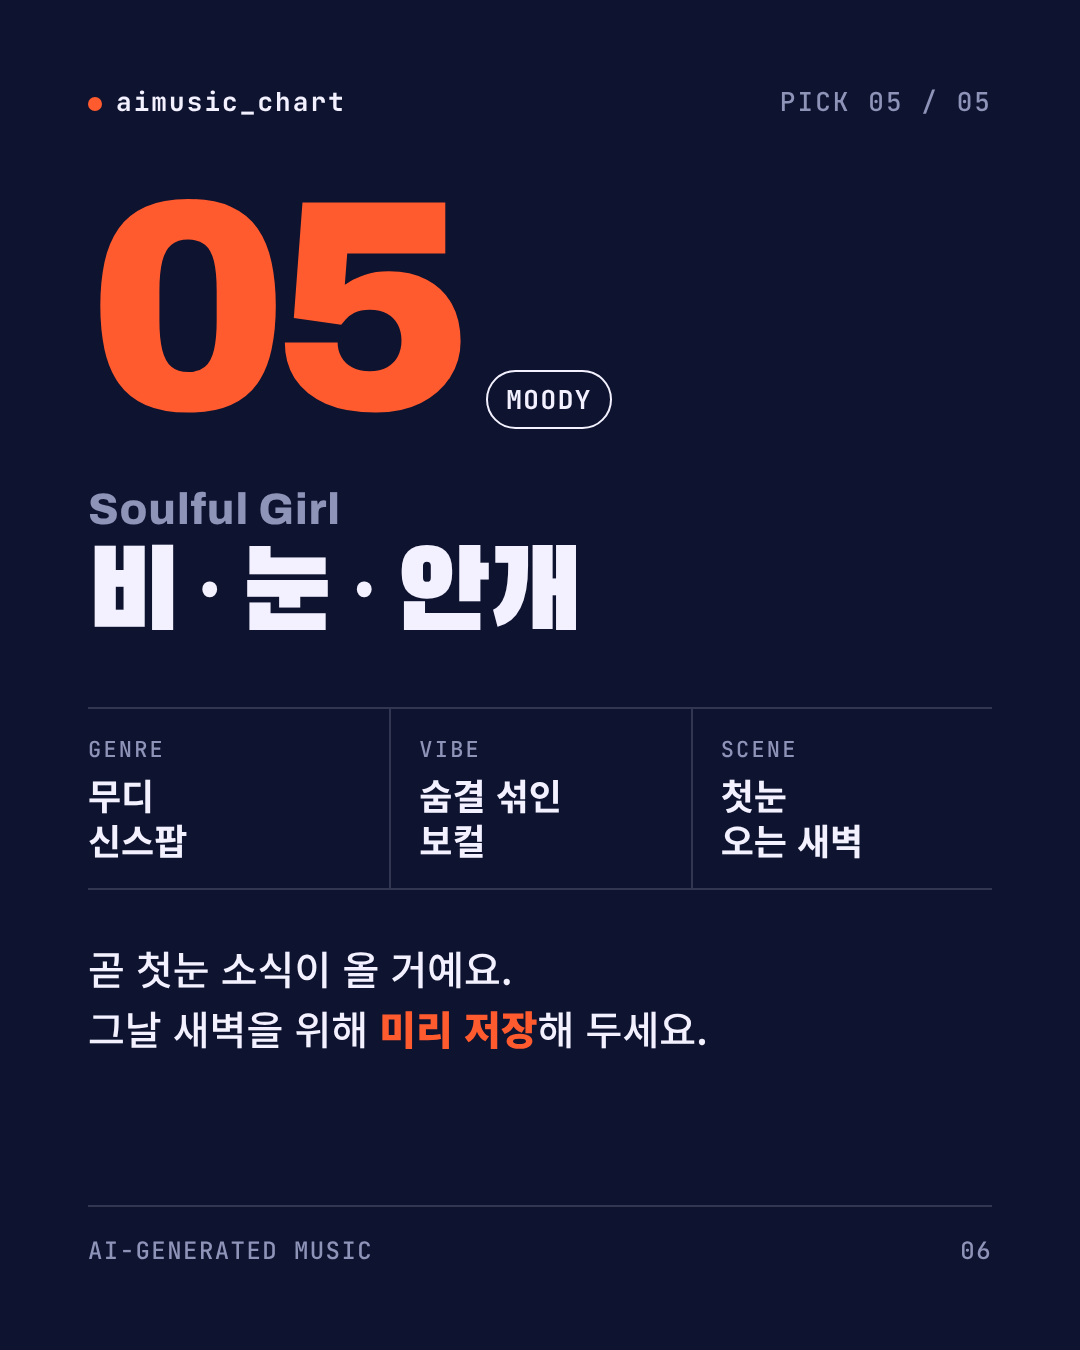 aimusic_chart
PICK 05 / 05
05
MOODY
Soulful Girl
비 · 눈 · 안개
GENRE
무디
신스팝
VIBE
숨결 섞인
보컬
SCENE
첫눈
오는 새벽
곧 첫눈 소식이 올 거예요.
그날 새벽을 위해 미리 저장해 두세요.
AI-GENERATED MUSIC
06